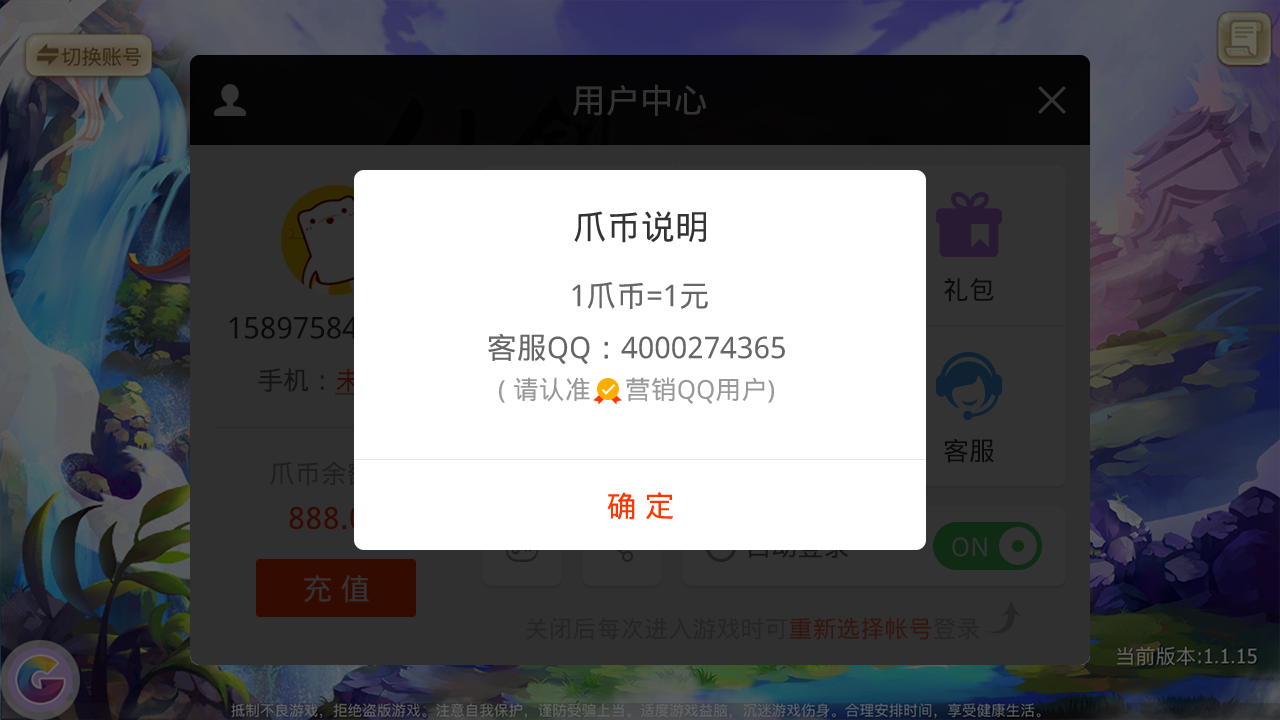 切换账号
用户中心
爪币说明
1爪币=1元
客服QQ：4000274365
(请认准营销QQ用户)
确定
礼包
客服
15897584
手机：未
爪币余
888.
充值
自动登录
ON
关闭后每次进入游戏时可重新选择帐号登录
当前版本:1.1.15
抵制不良游戏，拒绝盗版游戏。注意自我保护，谨防受骗上当。适度游戏益脑，沉迷游戏伤身。合理安排时间，享受健康生活。